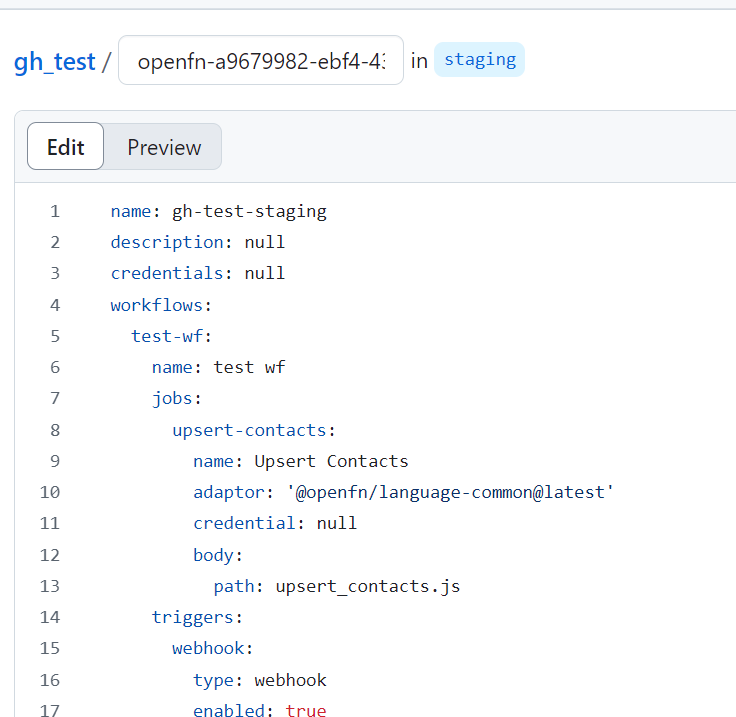 gh_test / openfn-a9679982-ebf4-43 in staging
Edit Preview
1 name: gh-test-staging
2 description: null
3 credentials: null
4 workflows:
5 test-wf:
6 name: test wf
7 jobs:
8 upsert-contacts:
9 name: Upsert Contacts
10 adaptor: '@openfn/language-common@latest'
11 credential: null
12 body:
13 path: upsert_contacts.js
14 triggers:
15 webhook:
16 type: webhook
17 enabled: true